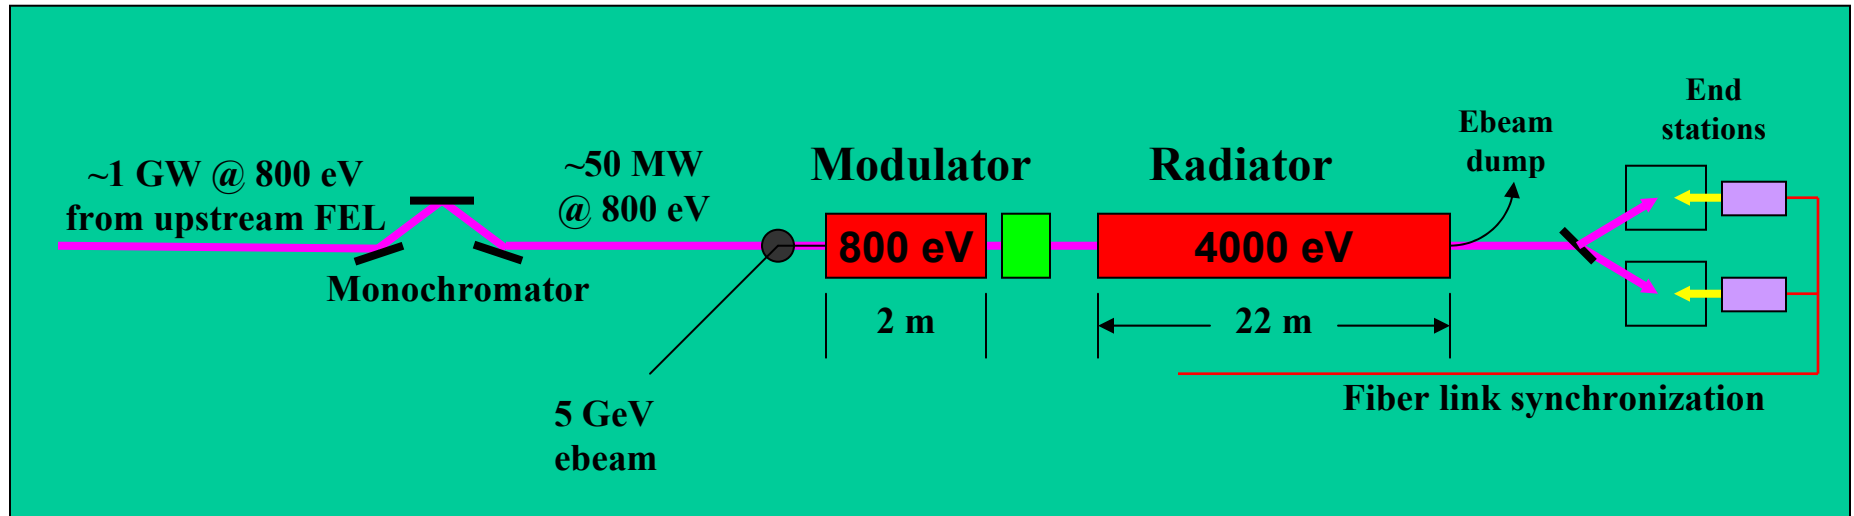 ~1 GW @ 800 eV
from upstream FEL
Monochromator
~50 MW
@ 800 eV
5 GeV
ebeam
Modulator
800 eV
2 m
Radiator
4000 eV
22 m
Ebeam
dump
End
stations
Fiber link synchronization